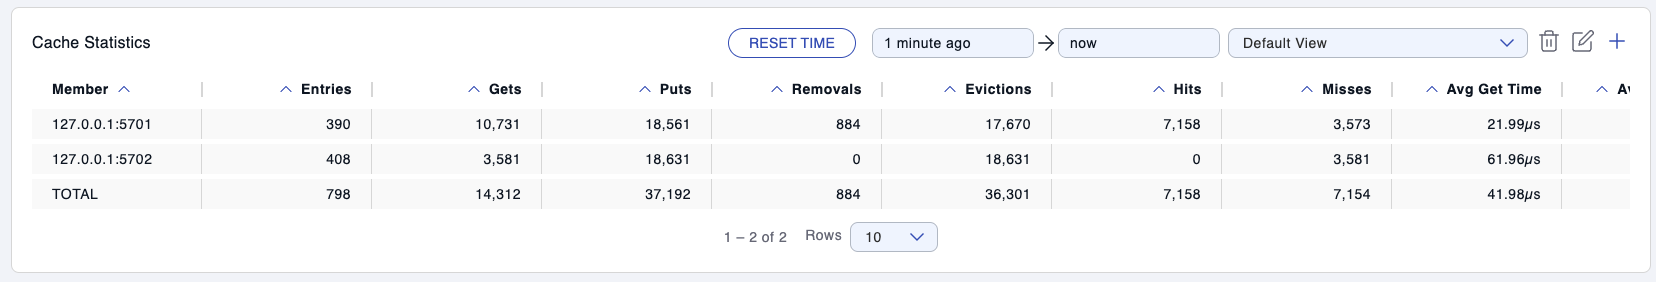 Cache Statistics RESET TIME 1 minute ago now Default View
Member Entries Gets Puts Removals Evictions Hits Misses Avg Get Time
127.0.0.1:5701 390 10,731 18,561 884 17,670 7,158 3,573 21.99µs
127.0.0.1:5702 408 3,581 18,631 0 18,631 0 3,581 61.96µs
TOTAL 798 14,312 37,192 884 36,301 7,158 7,154 41.98µs
1 – 2 of 2 Rows 10